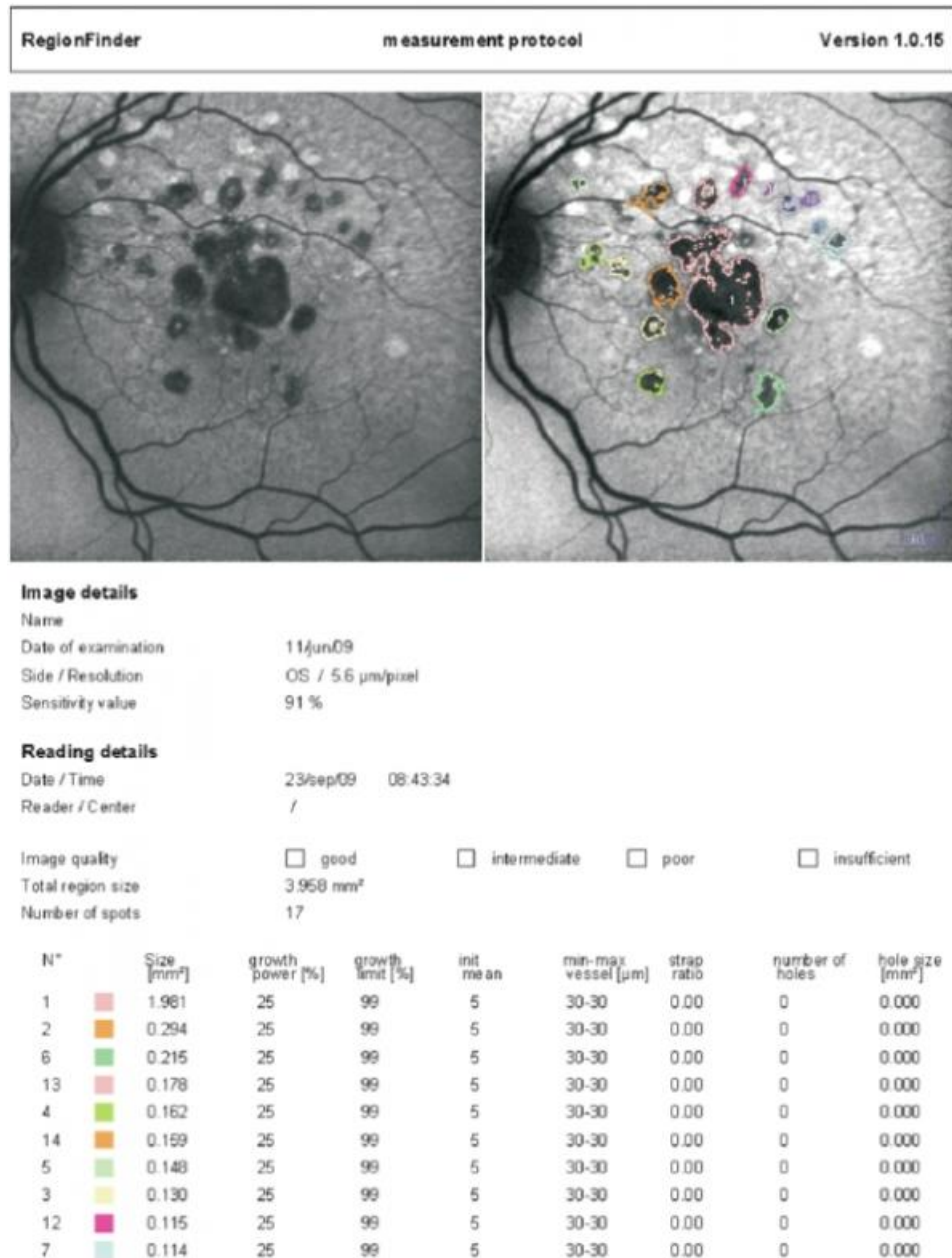 RegionFinder measurement protocol Version 1.0.15
Image details
Name
Date of examination 11/jun/09
Side / Resolution OS / 5.6 µm/pixel
Sensitivity value 91 %
Reading details
Date / Time 23/sep/09 08:43:34
Reader / Center /
Image quality good intermediate poor insufficient
Total region size 3.958 mm²
Number of spots 17
N° Size [mm²] growth power [%] growth limit [%] init mean min-max vessel [µm] strap ratio number of holes hole size [mm²]
1 1.981 25 99 5 30-30 0.00 0 0.000
2 0.294 25 99 5 30-30 0.00 0 0.000
6 0.215 25 99 5 30-30 0.00 0 0.000
13 0.178 25 99 5 30-30 0.00 0 0.000
4 0.162 25 99 5 30-30 0.00 0 0.000
14 0.159 25 99 5 30-30 0.00 0 0.000
5 0.148 25 99 5 30-30 0.00 0 0.000
3 0.130 25 99 5 30-30 0.00 0 0.000
12 0.115 25 99 5 30-30 0.00 0 0.000
7 0.114 25 99 5 30-30 0.00 0 0.000